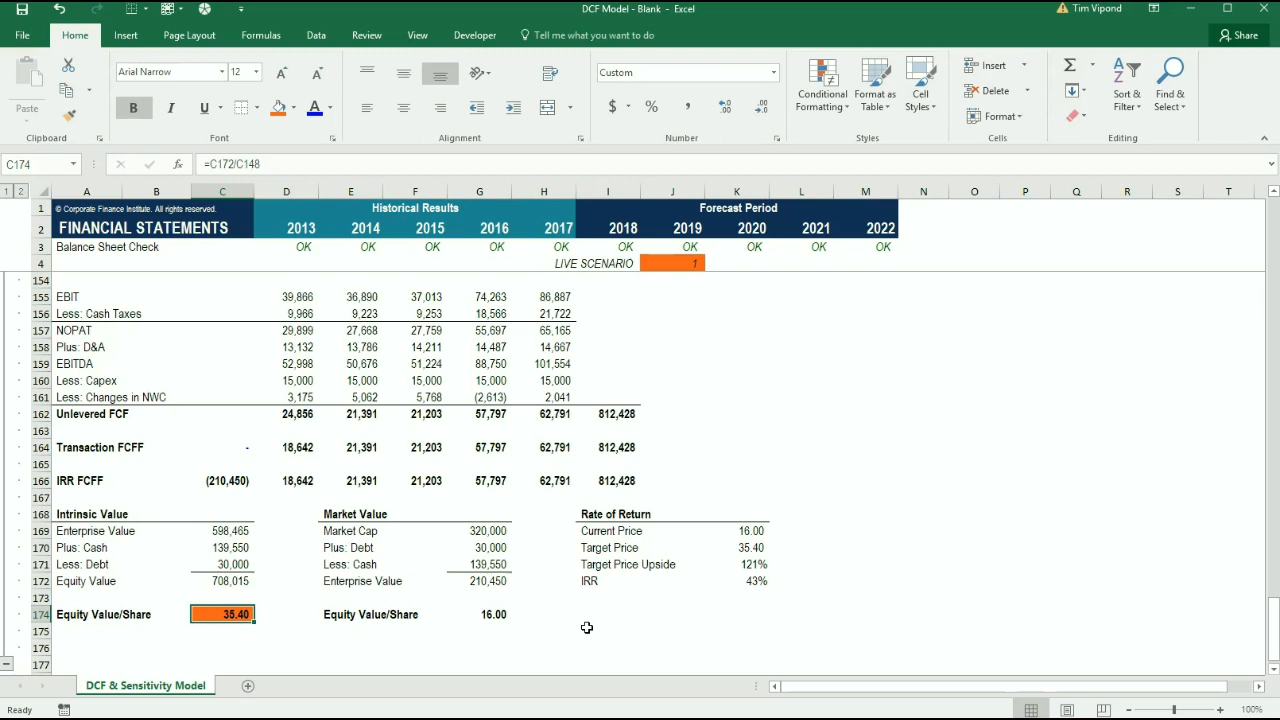 DCF Model - Blank - Excel
Tim Vipond
File Home Insert Page Layout Formulas Data Review View Developer Tell me what you want to do Share
Paste
Arial Narrow 12
B I U A
Custom
$ % ,
Conditional Formatting Format as Table Cell Styles
Insert
Delete
Format
Sort & Filter Find & Select
Clipboard Font Alignment Number Styles Cells Editing
C174 fx =C172/C148
1 2 A B C D E F G H I J K L M N O P Q R S T
1 © Corporate Finance Institute. All rights reserved. Historical Results Forecast Period
2 FINANCIAL STATEMENTS 2013 2014 2015 2016 2017 2018 2019 2020 2021 2022
3 Balance Sheet Check OK OK OK OK OK OK OK OK OK OK
4 LIVE SCENARIO 1
154
155 EBIT 39,866 36,890 37,013 74,263 86,887
156 Less: Cash Taxes 9,966 9,223 9,253 18,566 21,722
157 NOPAT 29,899 27,668 27,759 55,697 65,165
158 Plus: D&A 13,132 13,786 14,211 14,487 14,667
159 EBITDA 52,998 50,676 51,224 88,750 101,554
160 Less: Capex 15,000 15,000 15,000 15,000 15,000
161 Less: Changes in NWC 3,175 5,062 5,768 (2,613) 2,041
162 Unlevered FCF 24,856 21,391 21,203 57,797 62,791 812,428
163
164 Transaction FCFF - 18,642 21,391 21,203 57,797 62,791 812,428
165
166 IRR FCFF (210,450) 18,642 21,391 21,203 57,797 62,791 812,428
167
168 Intrinsic Value Market Value Rate of Return
169 Enterprise Value 598,465 Market Cap 320,000 Current Price 16.00
170 Plus: Cash 139,550 Plus: Debt 30,000 Target Price 35.40
171 Less: Debt 30,000 Less: Cash 139,550 Target Price Upside 121%
172 Equity Value 708,015 Enterprise Value 210,450 IRR 43%
173
174 Equity Value/Share 35.40 Equity Value/Share 16.00
175
176
177
DCF & Sensitivity Model
Ready 100%